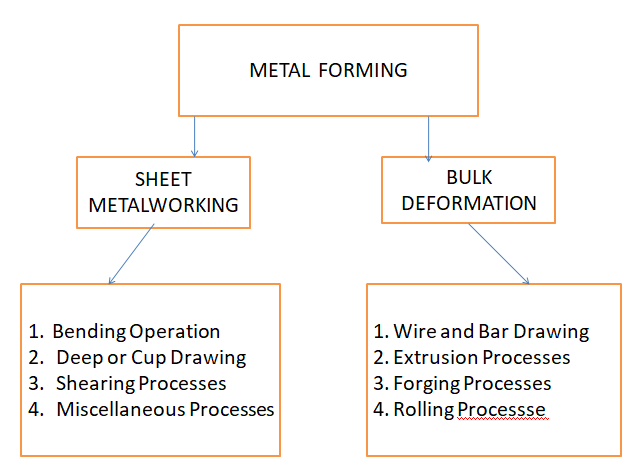 METAL FORMING
SHEET
METALWORKING
BULK
DEFORMATION
1. Bending Operation
2. Deep or Cup Drawing
3. Shearing Processes
4. Miscellaneous Processes
1. Wire and Bar Drawing
2. Extrusion Processes
3. Forging Processes
4. Rolling Processse